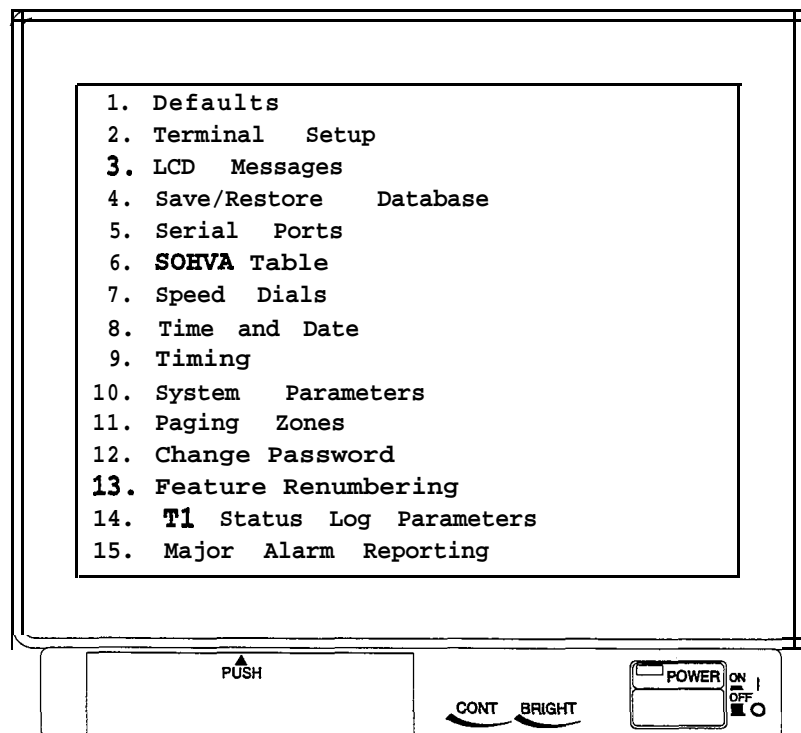 1. Defaults
2. Terminal Setup
3. LCD Messages
4. Save/Restore Database
5. Serial Ports
6. SOHVA Table
7. Speed Dials
8. Time and Date
9. Timing
10. System Parameters
11. Paging Zones
12. Change Password
13. Feature Renumbering
14. T1 Status Log Parameters
15. Major Alarm Reporting
PUSH
CONT BRIGHT
POWER
ON
OFF